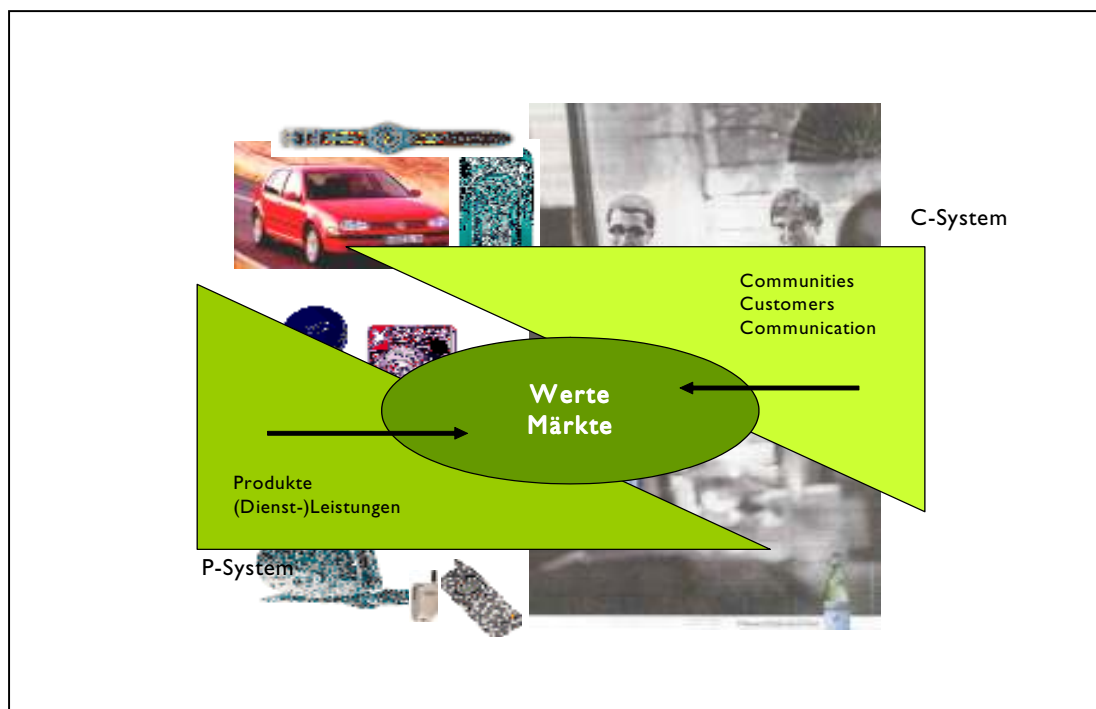 C-System
Communities
Customers
Communication
Werte
Märkte
Produkte
(Dienst-)Leistungen
P-System